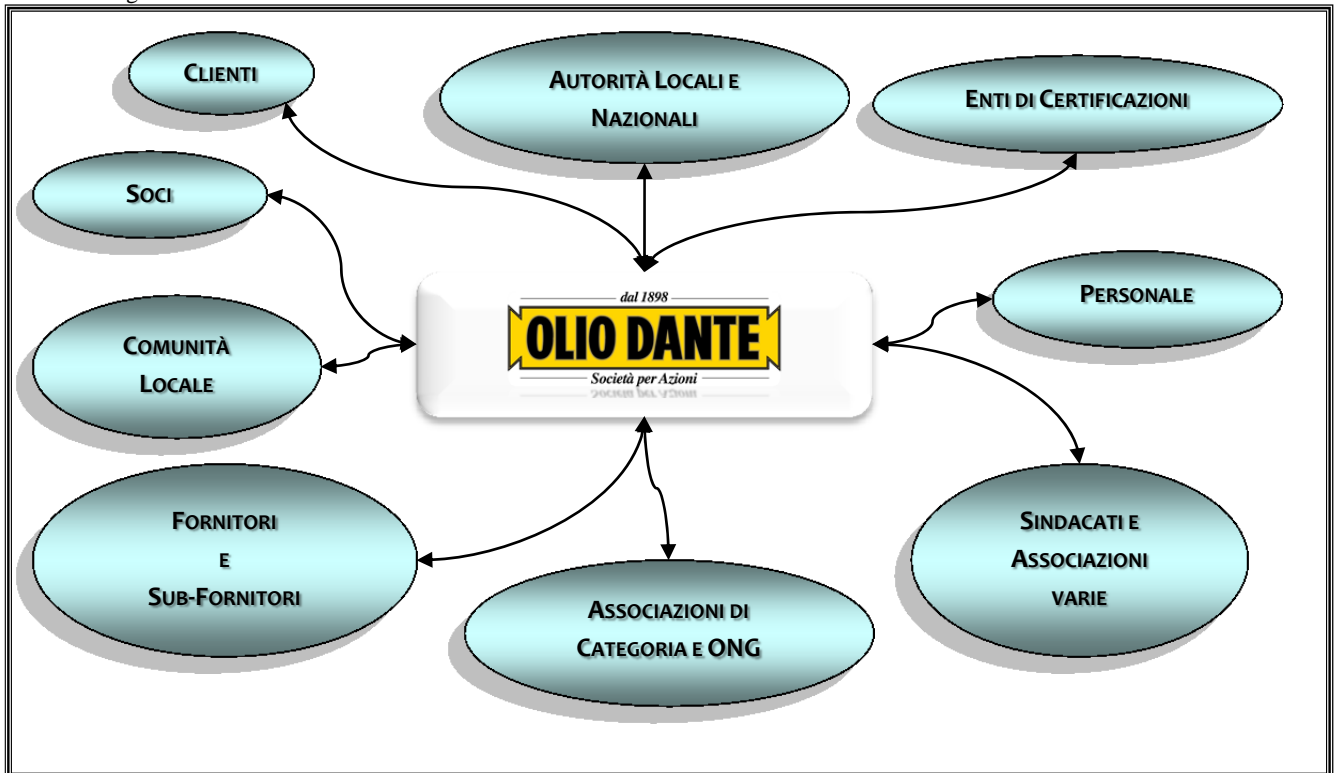 CLIENTI
AUTORITÀ LOCALI E
NAZIONALI
ENTI DI CERTIFICAZIONI
SOCI
PERSONALE
dal 1898
OLIO DANTE
Società per Azioni
COMUNITÀ
LOCALE
FORNITORI
E
SUB-FORNITORI
ASSOCIAZIONI DI
CATEGORIA E ONG
SINDACATI E
ASSOCIAZIONI
VARIE